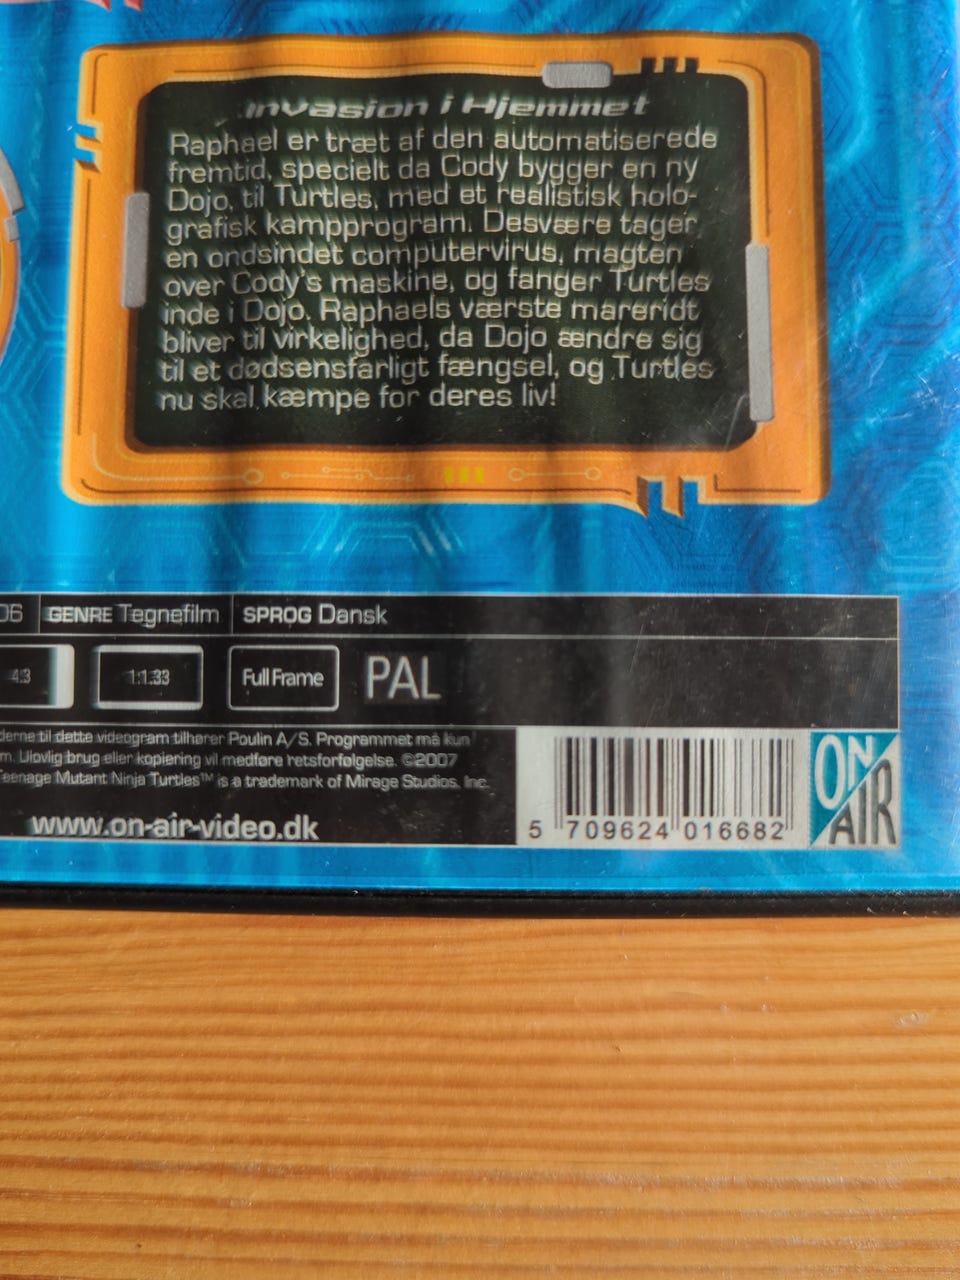 Invasion i Hjemmet
Raphael er træt af den automatiserede
fremtid, specielt da Cody bygger en ny
Dojo, til Turtles, med et realistisk holo-
grafisk kampprogram. Desværre tager,
en ondsindet computervirus, magten
over Cody's maskine, og fanger Turtles
inde i Dojo. Raphaels værste mareridt
bliver til virkelighed, da Dojo ændre sig
til et dødsensfarligt fængsel, og Turtles
nu skal kæmpe for deres liv!
06 GENRE Tegnefilm SPROG Dansk
4:3 1:1.33 Full Frame PAL
derne til dette videogram tilhører Poulin A/S. Programmet må kun
m. Ulovlig brug eller kopiering vil medføre retsforfølgelse. ©2007
eenage Mutant Ninja Turtles™ is a trademark of Mirage Studios, Inc.
www.on-air-video.dk
5 709624 016682
ON
AIR